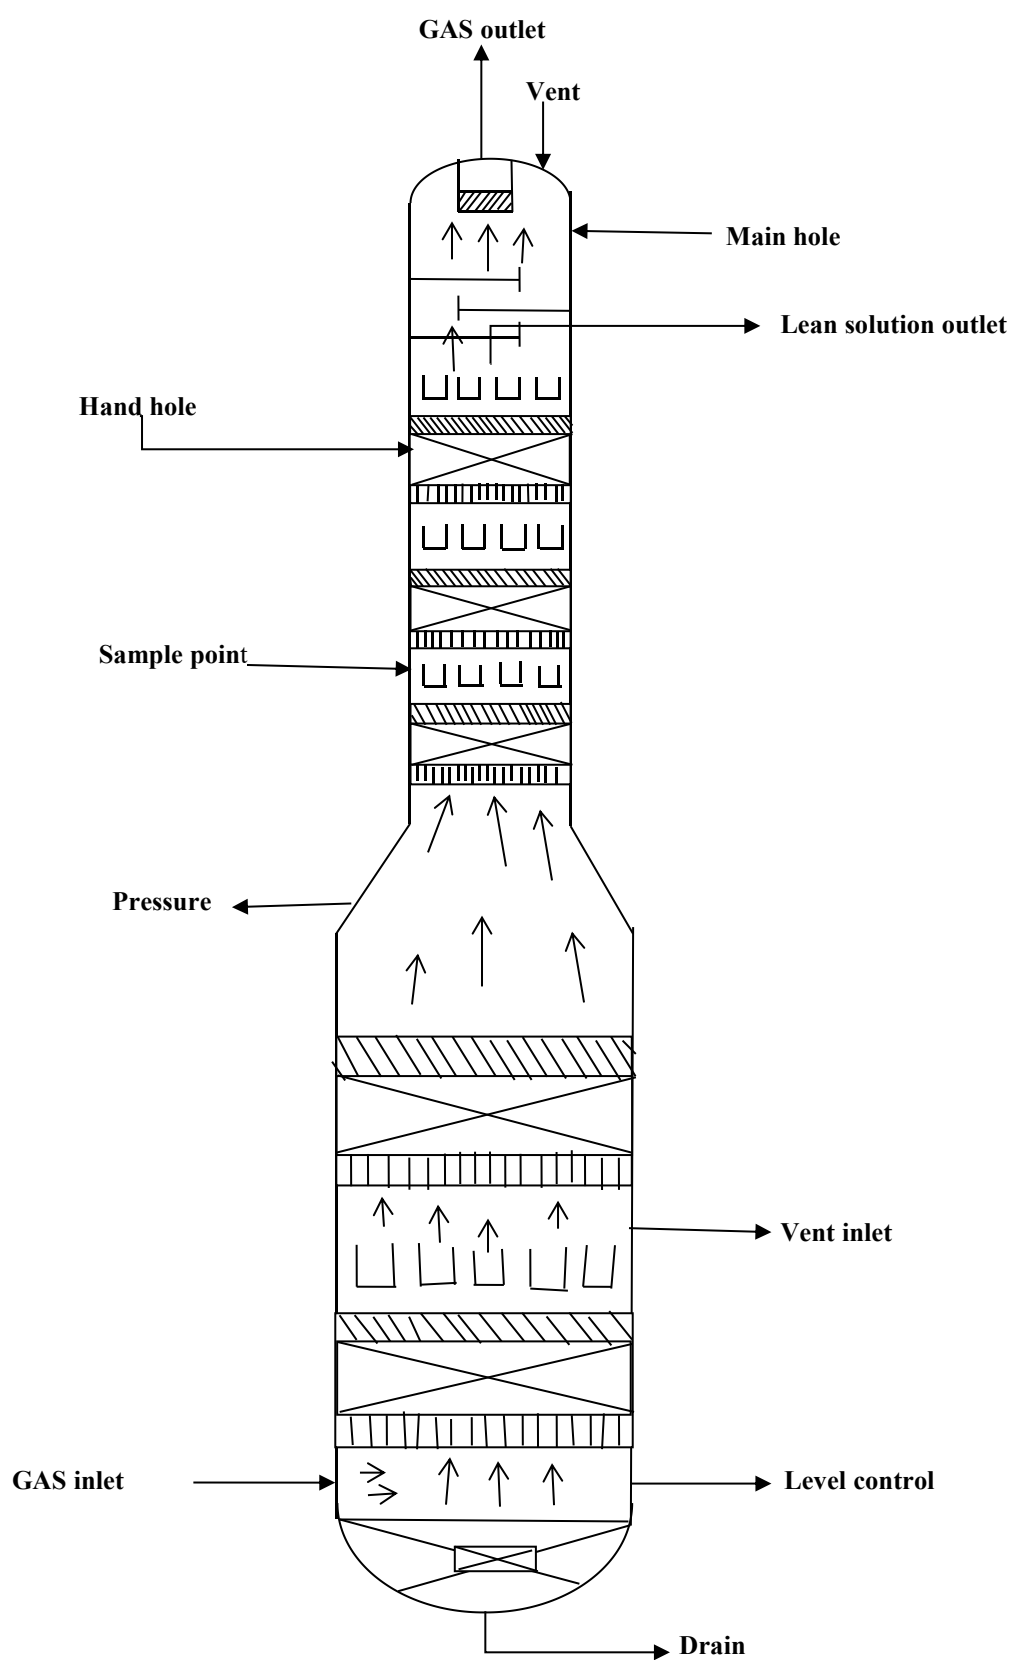 GAS outlet
Vent
Main hole
Lean solution outlet
Hand hole
Sample point
Pressure
Vent inlet
GAS inlet
Level control
Drain